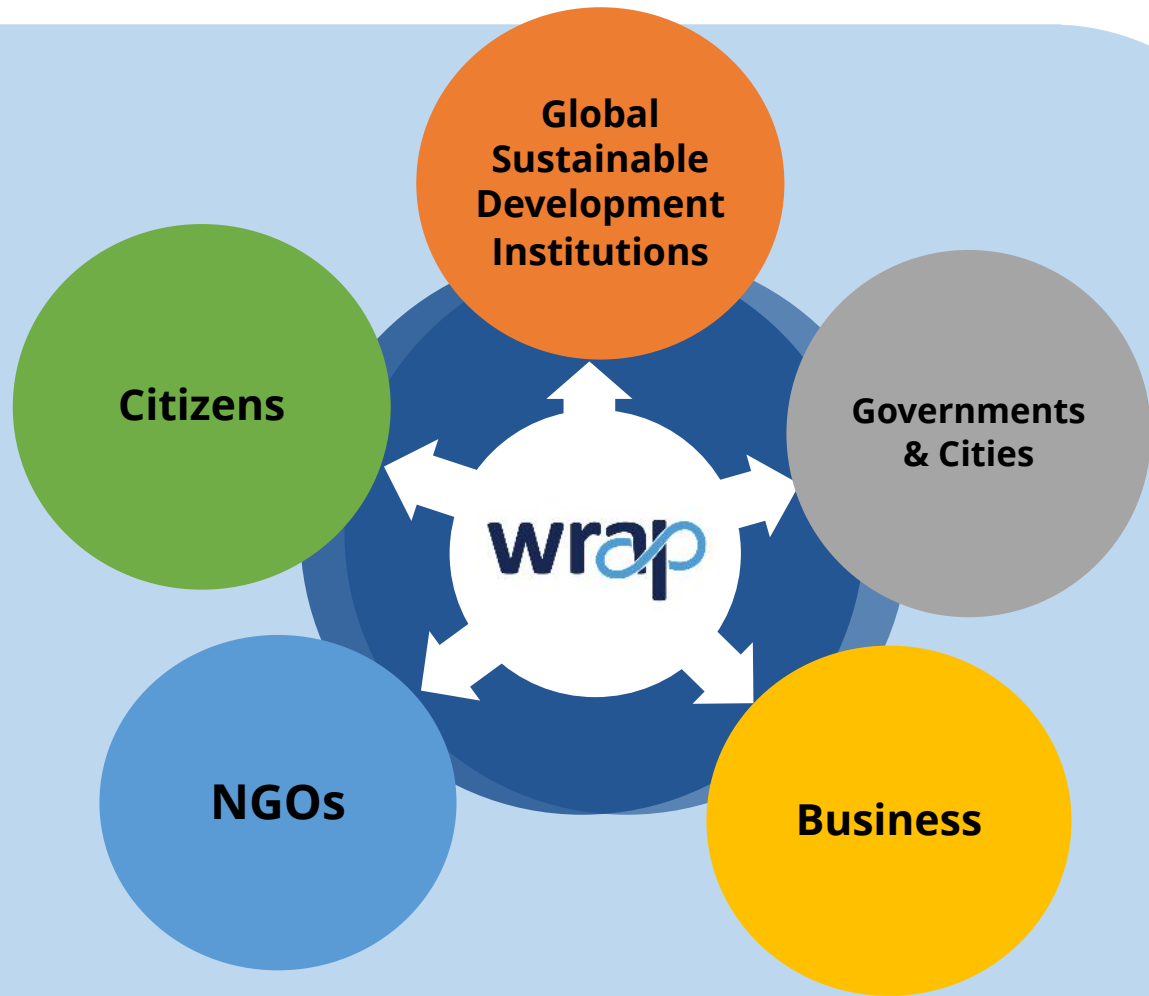 Global
Sustainable
Development
Institutions
Citizens
Governments
& Cities
wrap
NGOs
Business